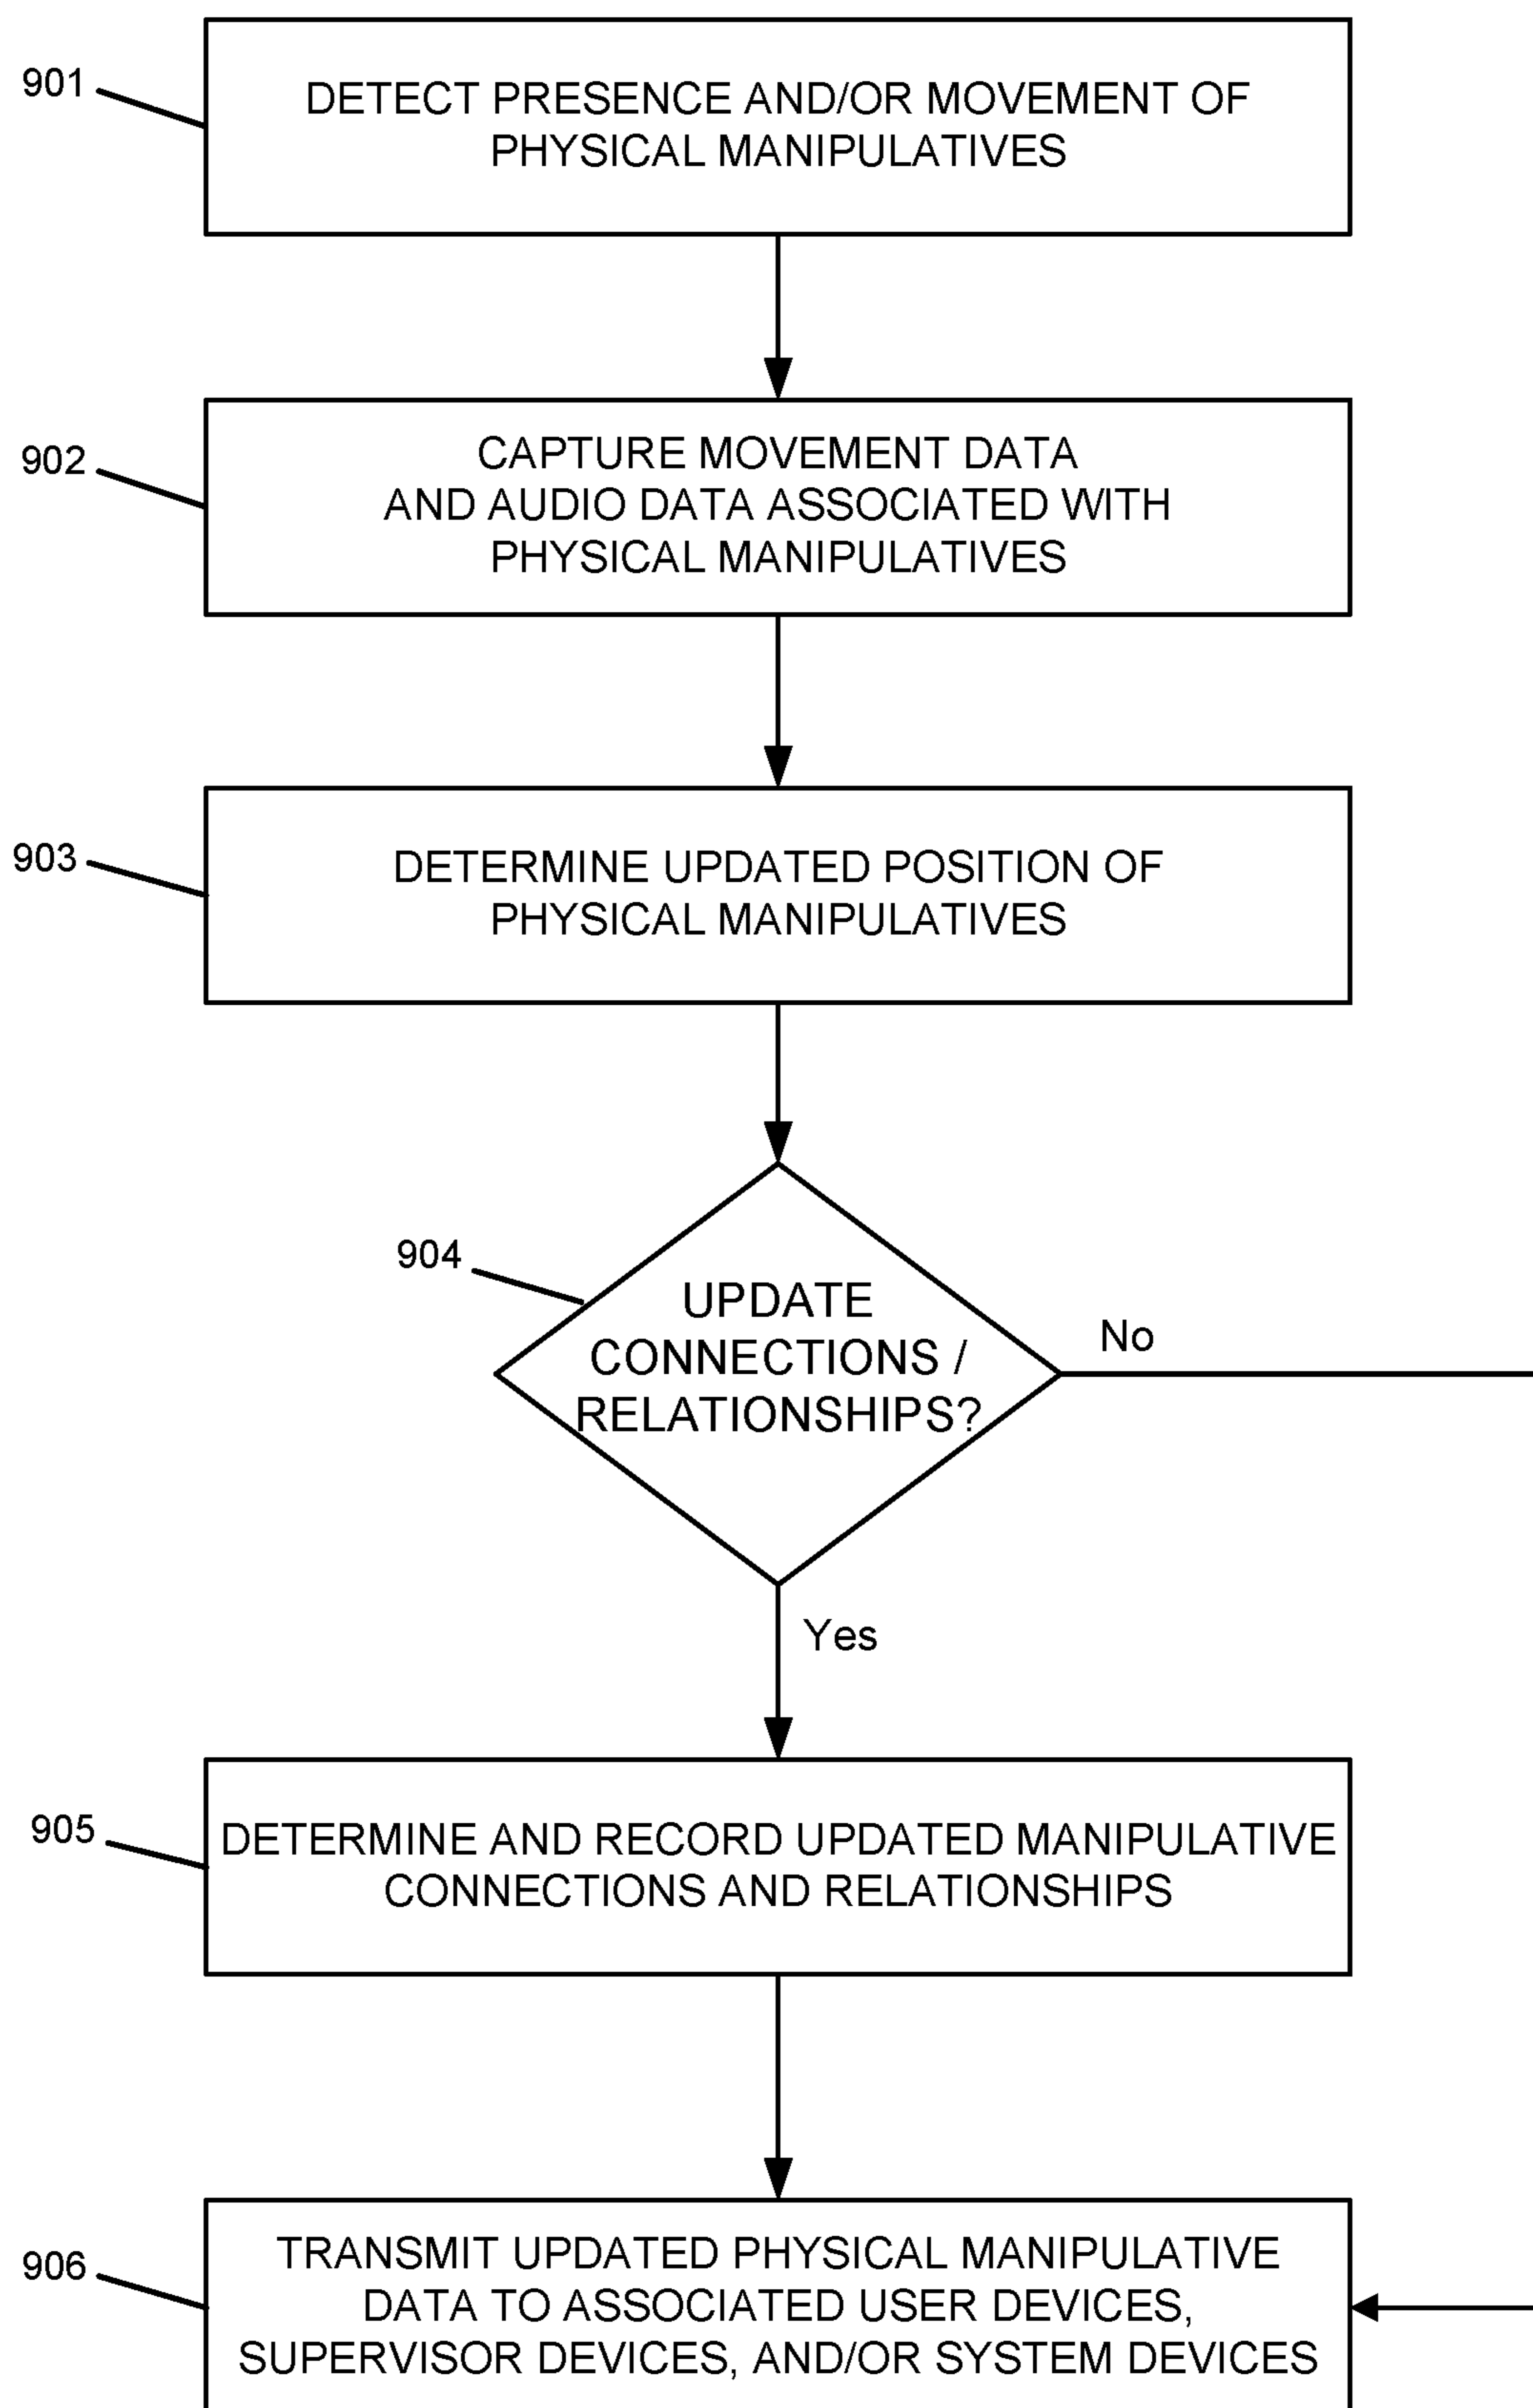 901
DETECT PRESENCE AND/OR MOVEMENT OF
PHYSICAL MANIPULATIVES
902
CAPTURE MOVEMENT DATA
AND AUDIO DATA ASSOCIATED WITH
PHYSICAL MANIPULATIVES
903
DETERMINE UPDATED POSITION OF
PHYSICAL MANIPULATIVES
904
UPDATE
CONNECTIONS /
RELATIONSHIPS?
No
Yes
905
DETERMINE AND RECORD UPDATED MANIPULATIVE
CONNECTIONS AND RELATIONSHIPS
906
TRANSMIT UPDATED PHYSICAL MANIPULATIVE
DATA TO ASSOCIATED USER DEVICES,
SUPERVISOR DEVICES, AND/OR SYSTEM DEVICES